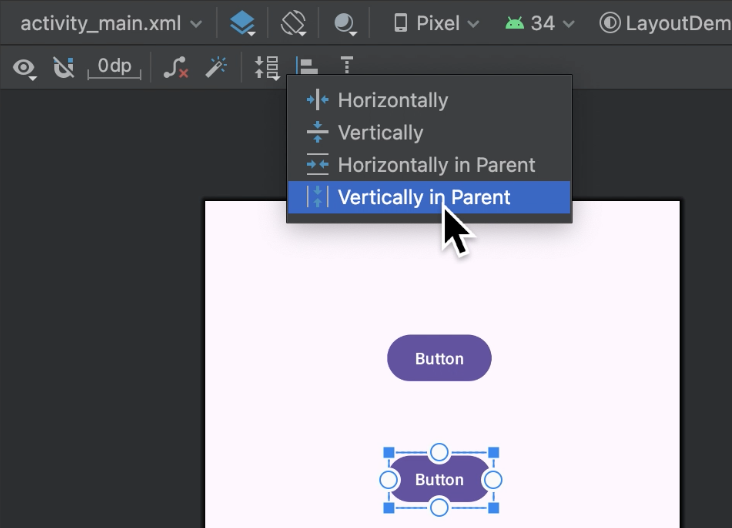 activity_main.xml Pixel 34 LayoutDem
0dp
Horizontally
Vertically
Horizontally in Parent
Vertically in Parent
Button
Button